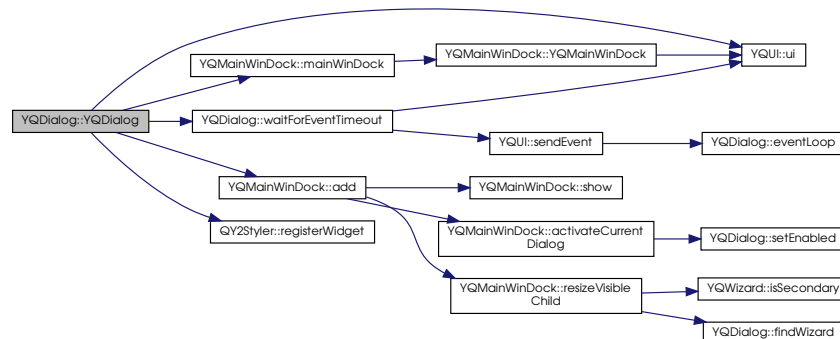 YQDialog::YQDialog
YQMainWinDock::mainWinDock
YQMainWinDock::YQMainWinDock
YQUI::ui
YQDialog::waitForEventTimeout
YQUI::sendEvent
YQDialog::eventLoop
YQMainWinDock::add
YQMainWinDock::show
QY2Styler::registerWidget
YQMainWinDock::activateCurrent
Dialog
YQDialog::setEnabled
YQMainWinDock::resizeVisible
Child
YQWizard::isSecondary
YQDialog::findWizard